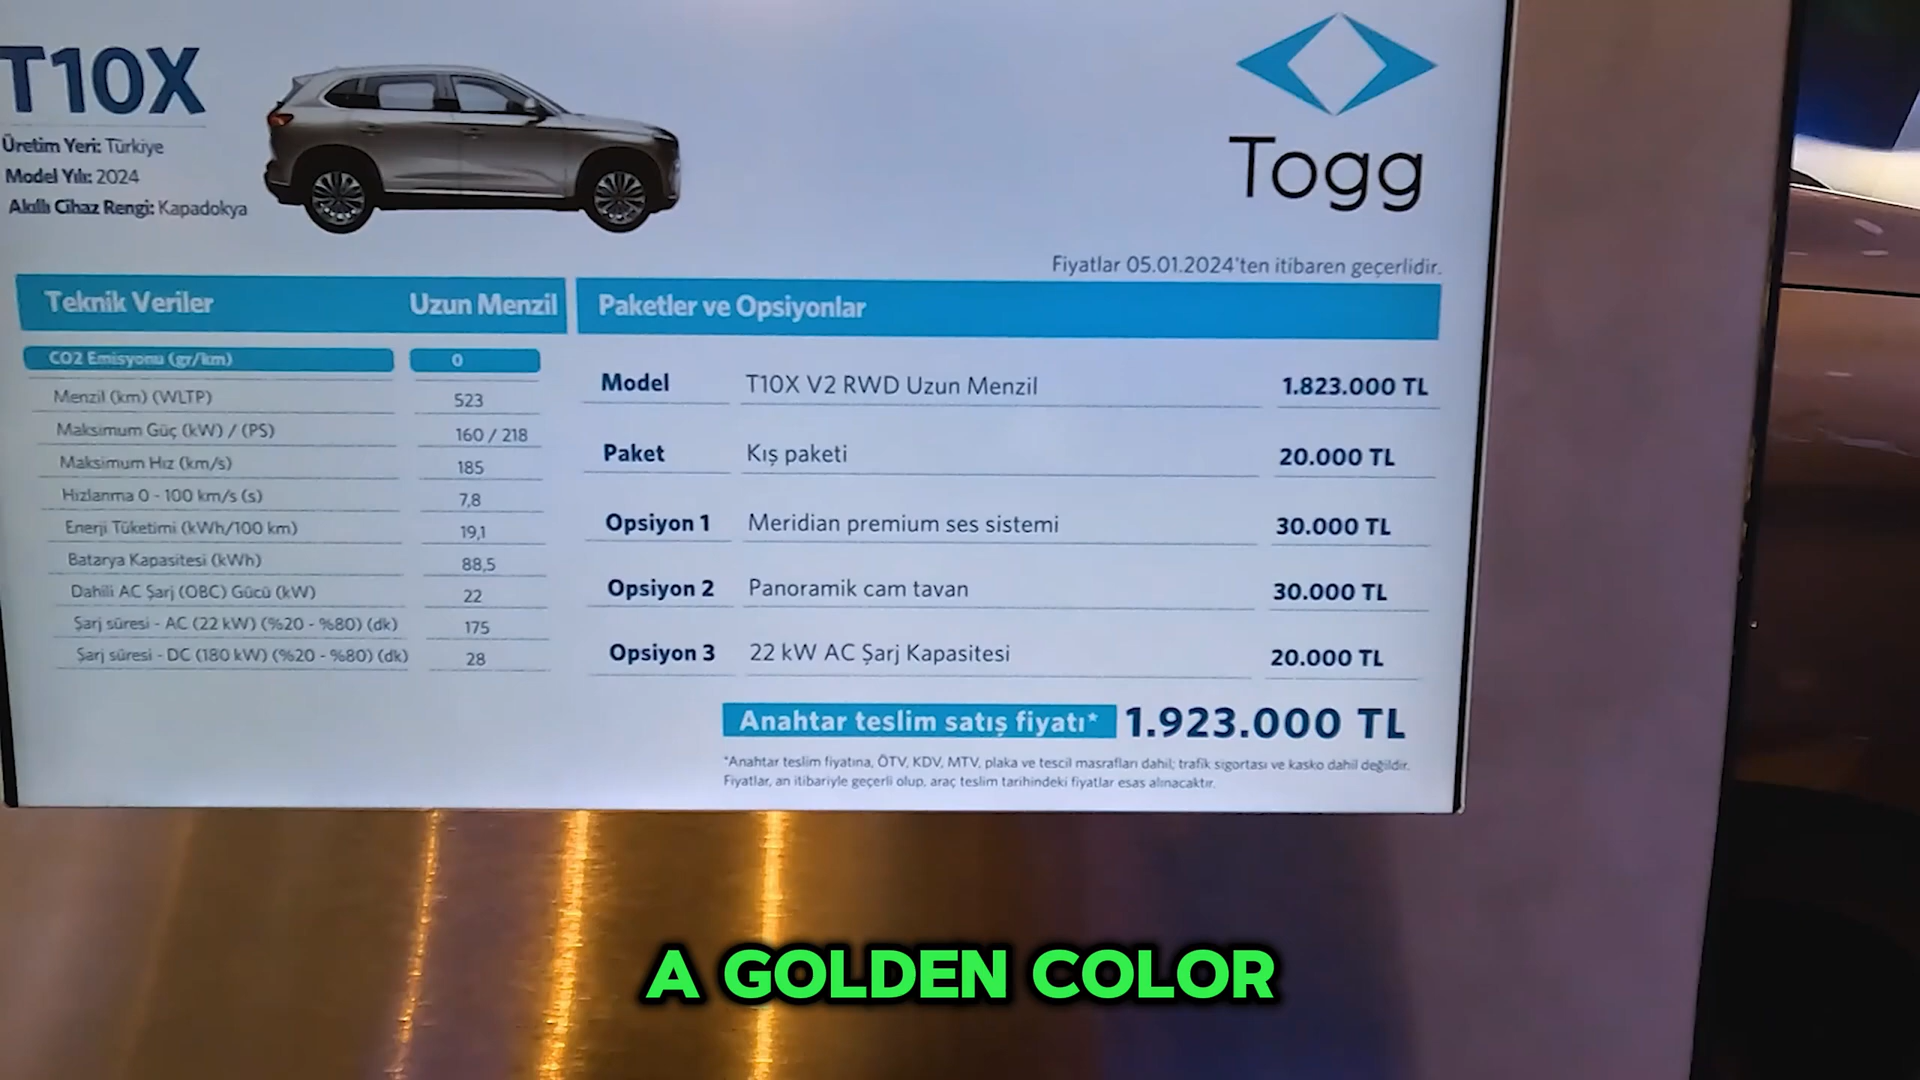 T10X
Üretim Yeri: Türkiye
Model Yılı: 2024
Akıllı Cihaz Rengi: Kapadokya
Togg
Fiyatlar 05.01.2024'ten itibaren geçerlidir.
Teknik Veriler Uzun Menzil
CO2 Emisyonu (gr/km) 0
Menzil (km) (WLTP) 523
Maksimum Güç (kW) / (PS) 160 / 218
Maksimum Hız (km/s) 185
Hızlanma 0 - 100 km/s (s) 7,8
Enerji Tüketimi (kWh/100 km) 19,1
Batarya Kapasitesi (kWh) 88,5
Dahili AC Şarj (OBC) Gücü (kW) 22
Şarj süresi - AC (22 kW) (%20 - %80) (dk) 175
Şarj süresi - DC (180 kW) (%20 - %80) (dk) 28
Paketler ve Opsiyonlar
Model T10X V2 RWD Uzun Menzil 1.823.000 TL
Paket Kış paketi 20.000 TL
Opsiyon 1 Meridian premium ses sistemi 30.000 TL
Opsiyon 2 Panoramik cam tavan 30.000 TL
Opsiyon 3 22 kW AC Şarj Kapasitesi 20.000 TL
Anahtar teslim satış fiyatı* 1.923.000 TL
*Anahtar teslim fiyatına, ÖTV, KDV, MTV, plaka ve tescil masrafları dahil; trafik sigortası ve kasko dahil değildir.
Fiyatlar, an itibariyle geçerli olup, araç teslim tarihindeki fiyatlar esas alınacaktır.
A GOLDEN COLOR